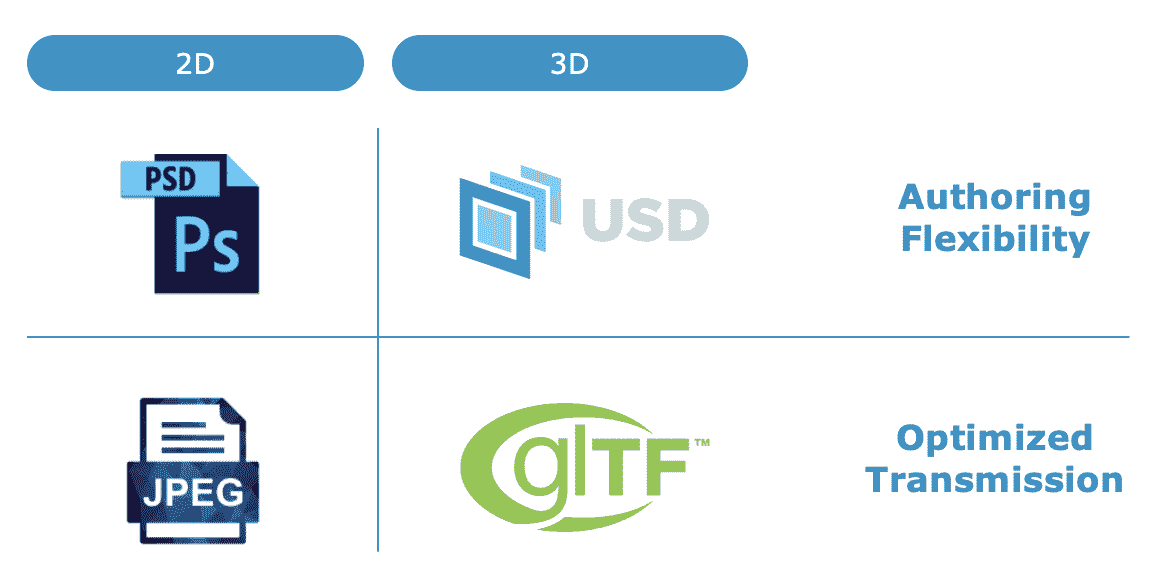 2D
3D
PSD
Ps
USD
Authoring
Flexibility
JPEG
glTF™
Optimized
Transmission